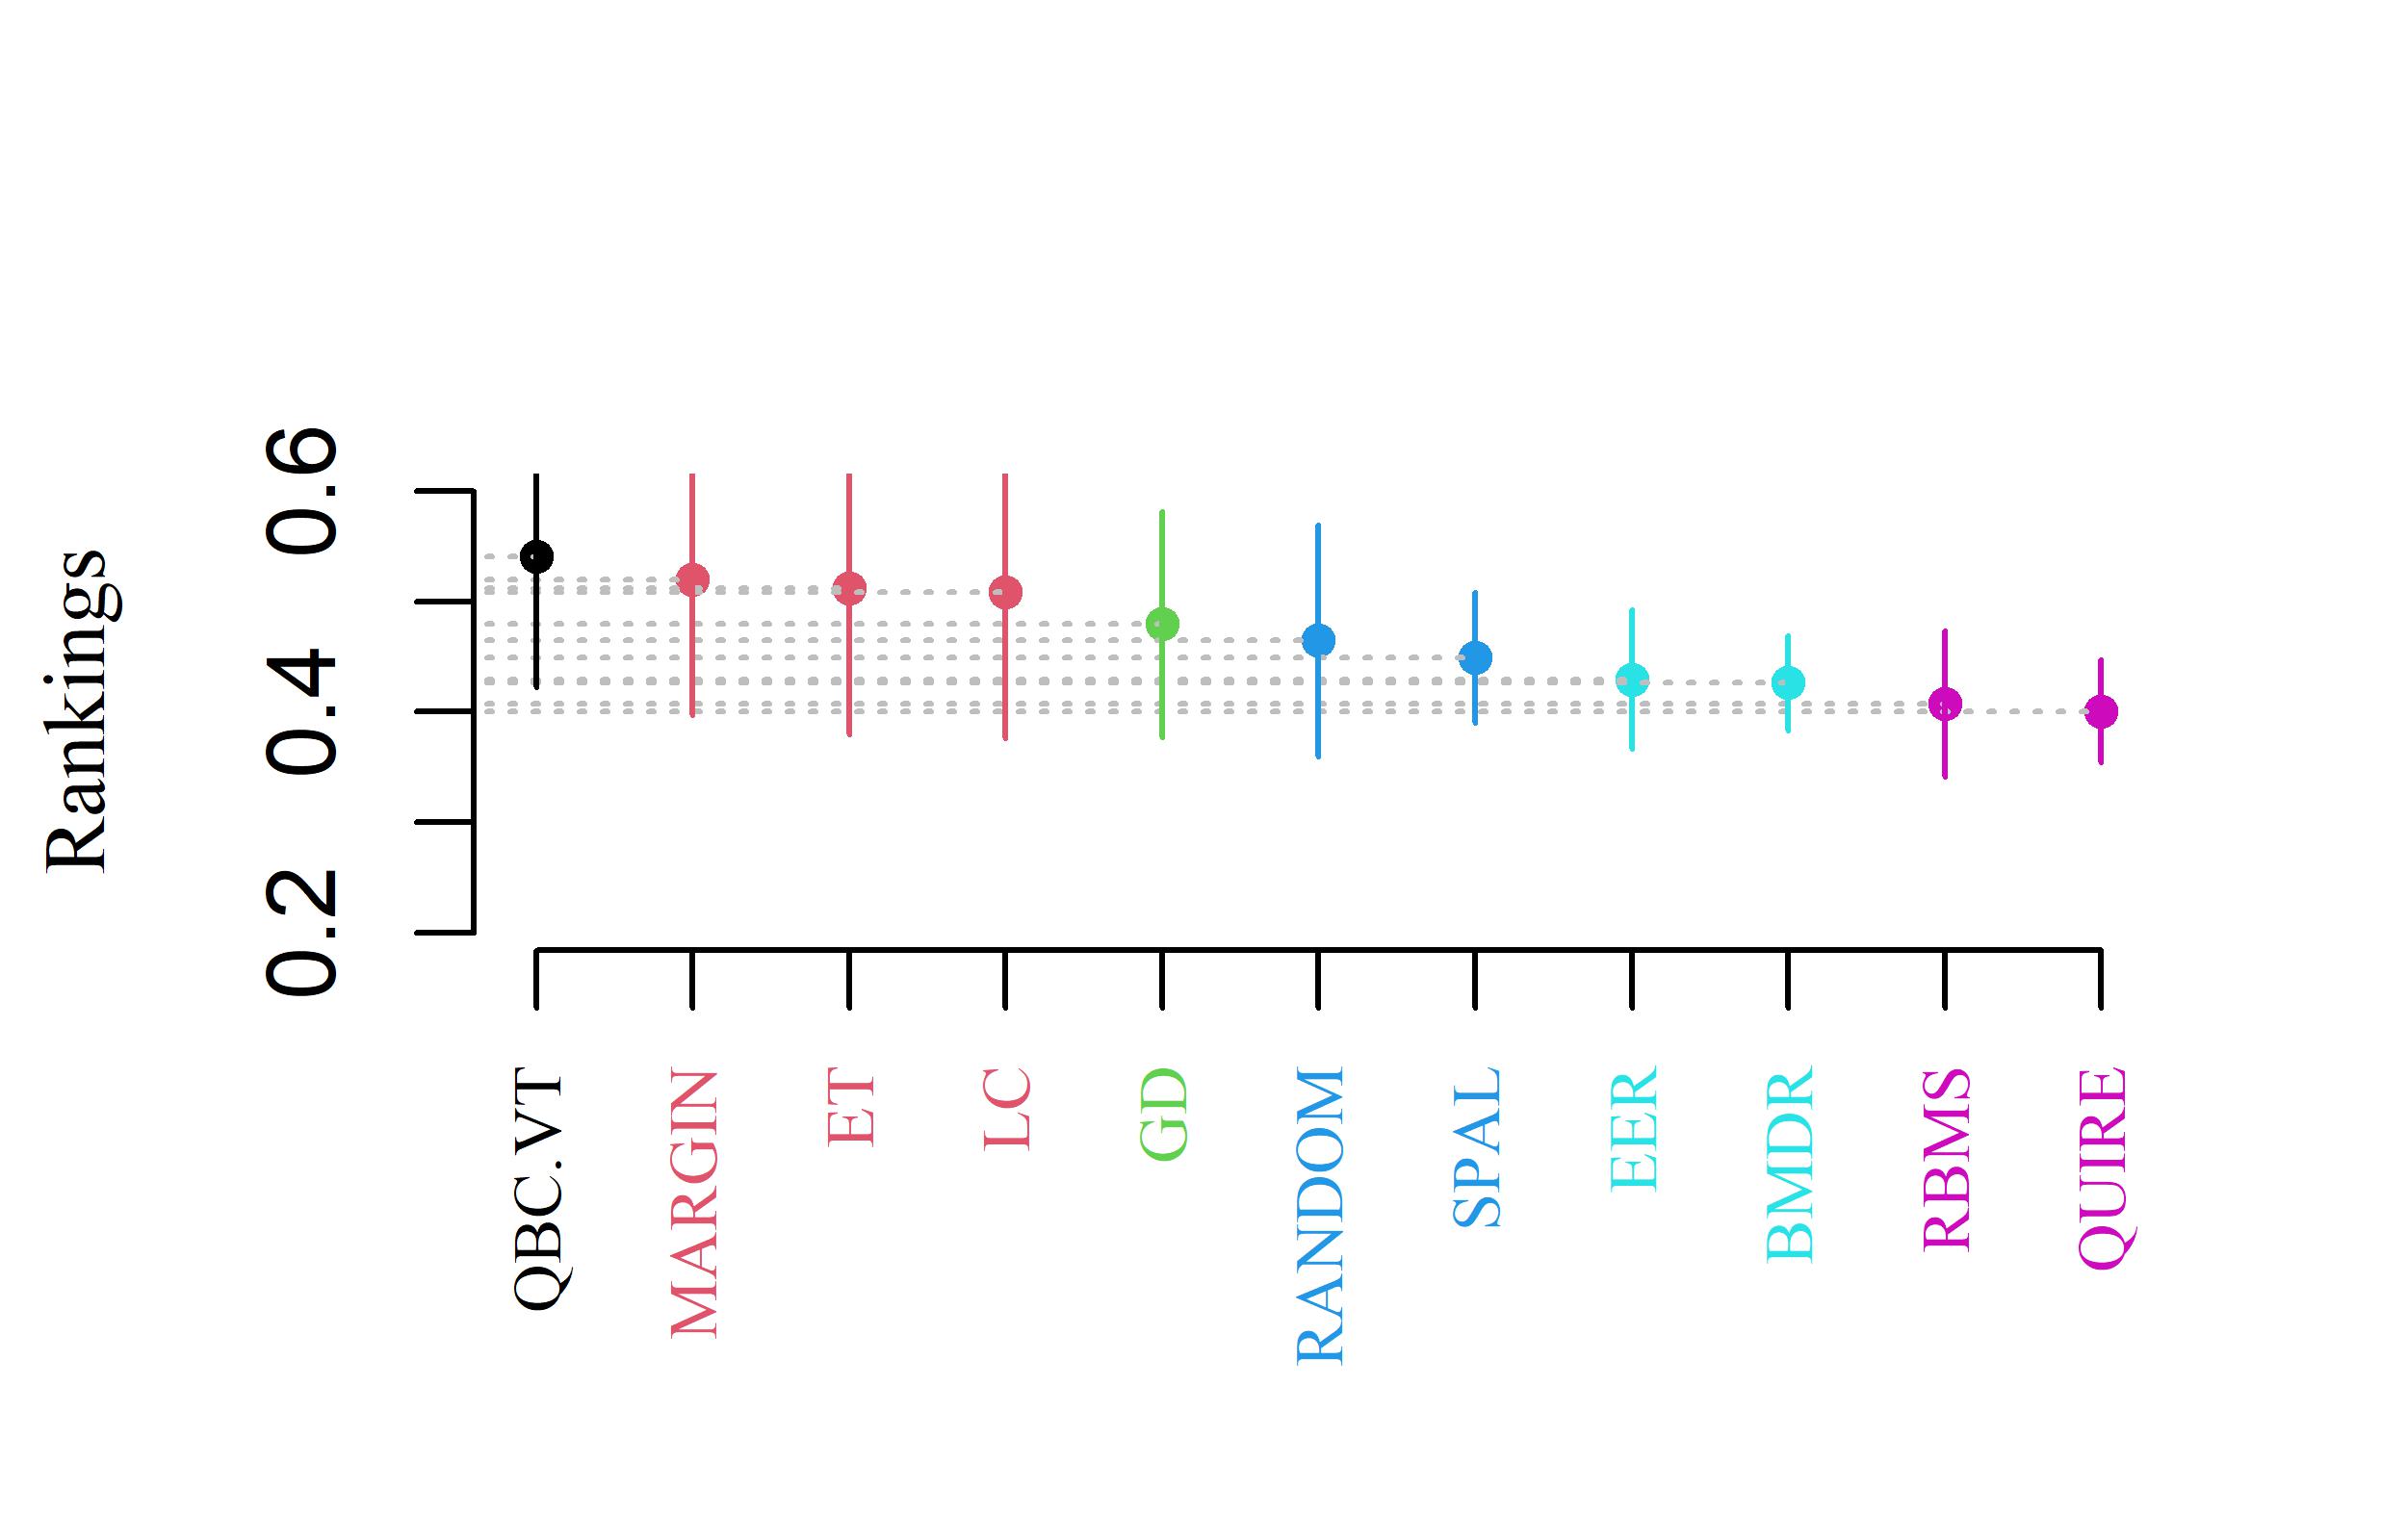 Rankings
0.6
0.4
0.2
QBC.VT
MARGIN
ET
LC
GD
RANDOM
SPAL
EER
BMDR
RBMS
QUIRE